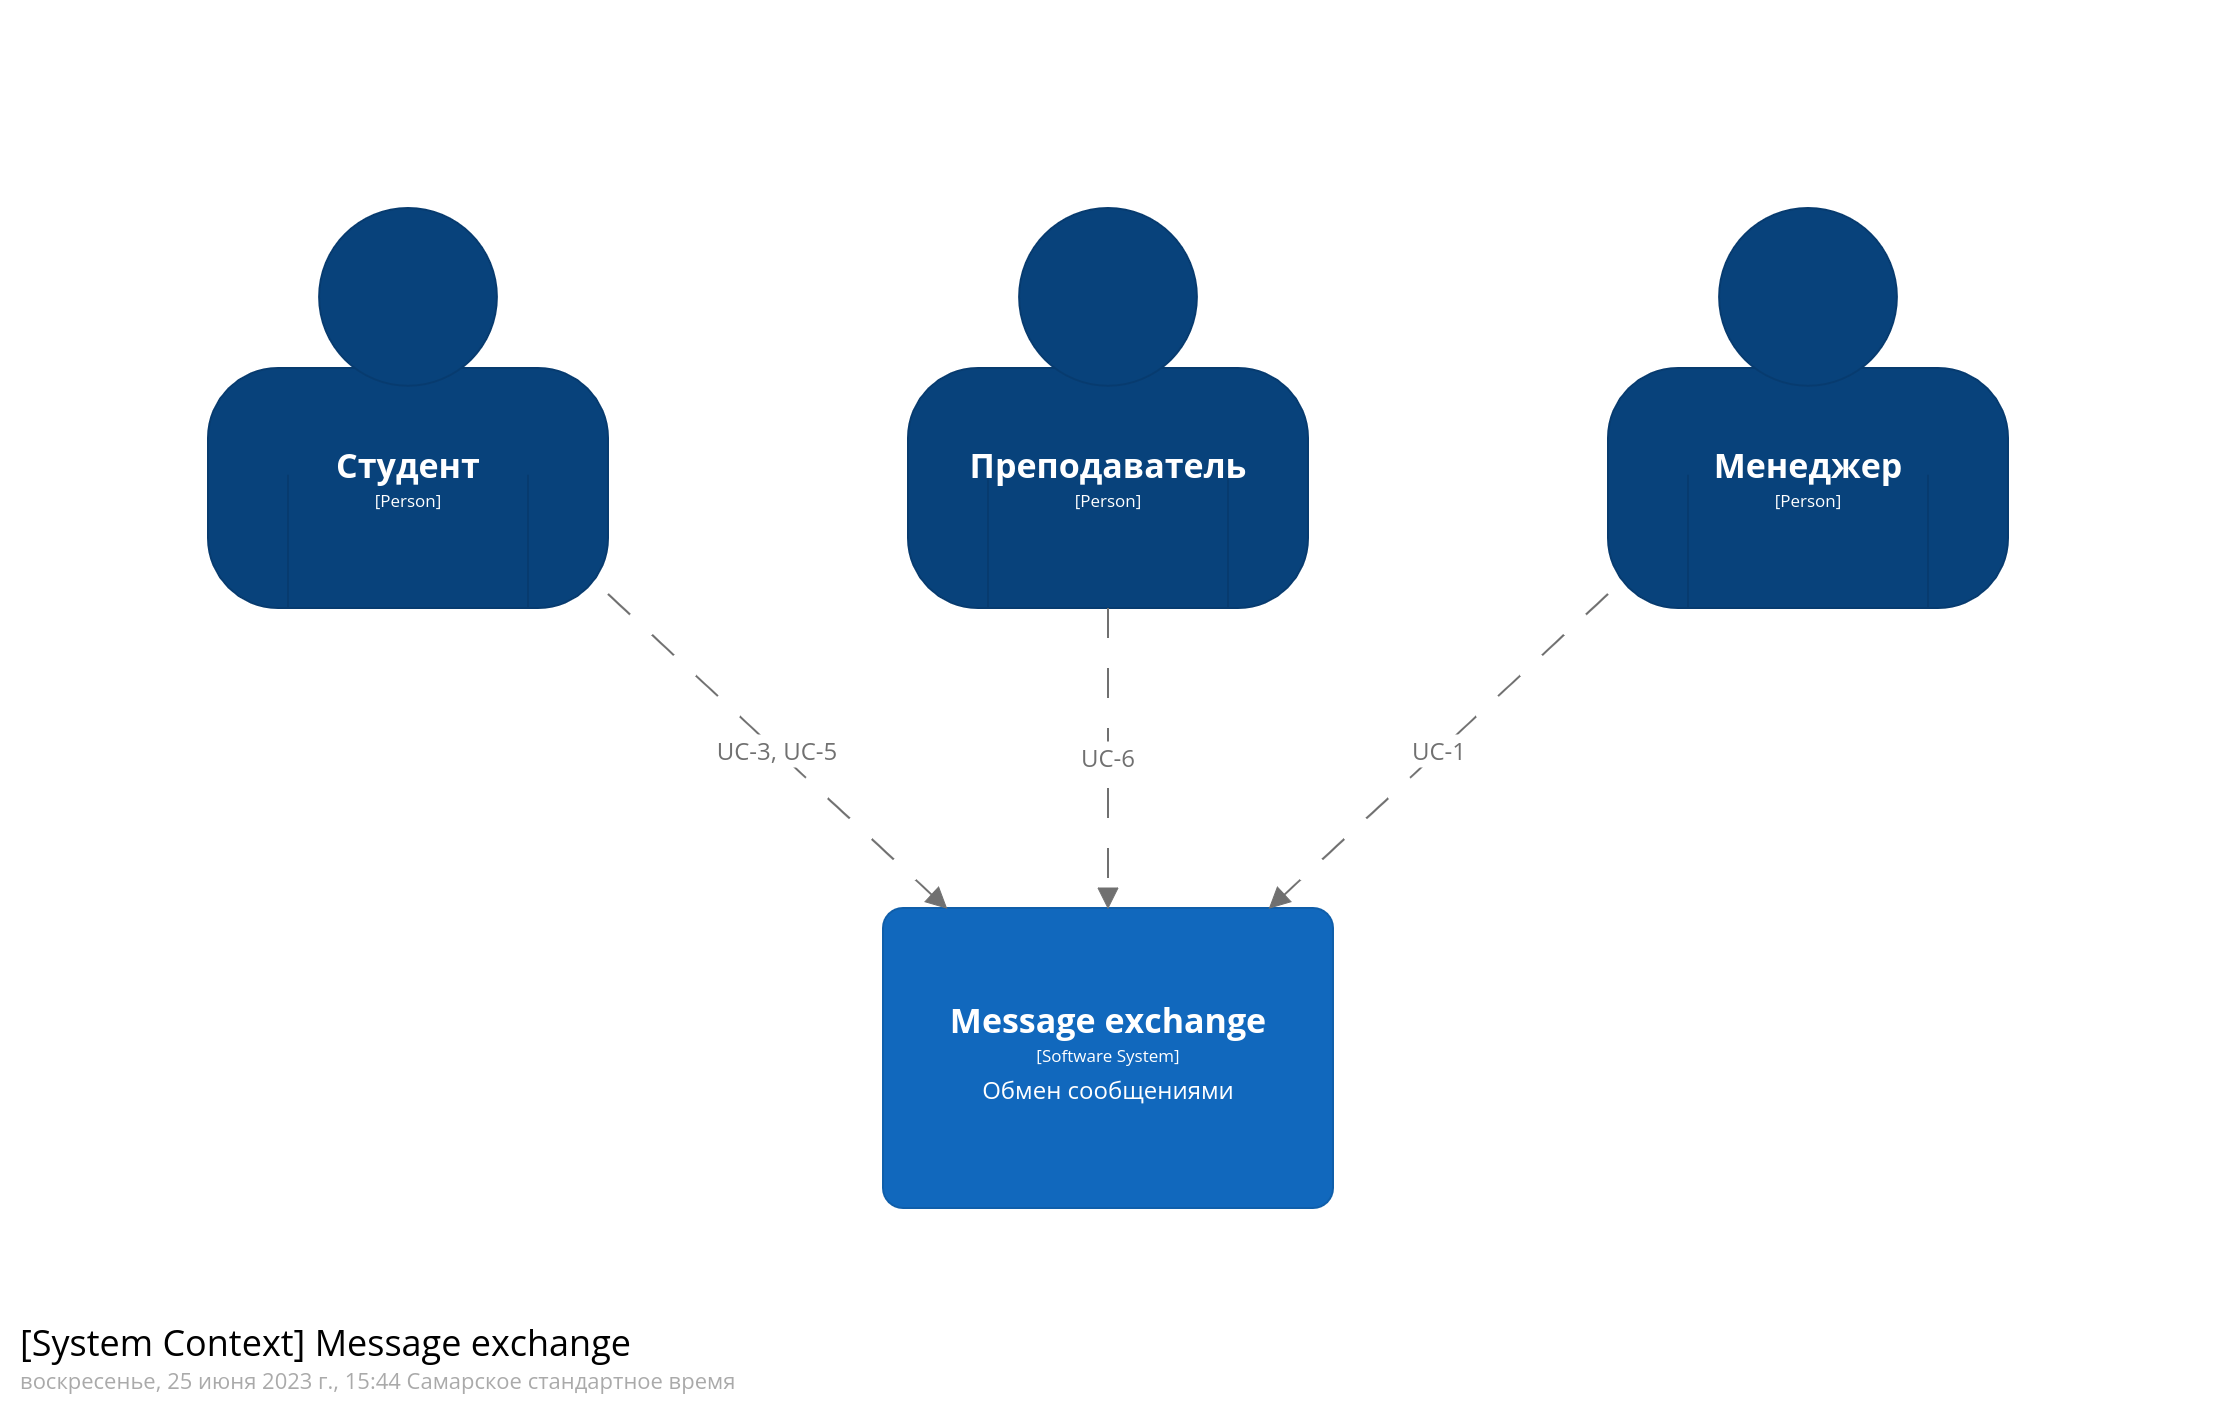 Студент
[Person]
Преподаватель
[Person]
Менеджер
[Person]
UC-3, UC-5
UC-6
UC-1
Message exchange
[Software System]
Обмен сообщениями
[System Context] Message exchange
воскресенье, 25 июня 2023 г., 15:44 Самарское стандартное время